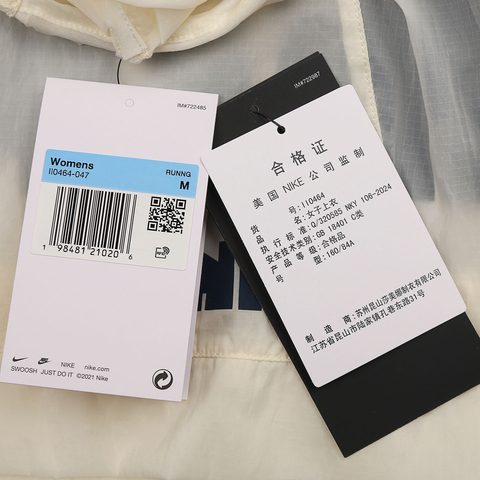 IM#722485
Womens
II0464-047
RUNNG
M
1 98481 21020 6
NIKE
nike.com
SWOOSH JUST DO IT ©2021 Nike
IM#722987
合格证
美国 NIKE 公司监制
号: II0464
货 名: 女子上衣
品 执行标准: Q/320585 NKY 106-2024
安全技术类别: GB 18401 C类
产品等级: 合格品
号 型: 160/84A
制造商: 苏州昆山莎美娜制衣有限公司
江苏省昆山市陆家镇孔巷东路31号